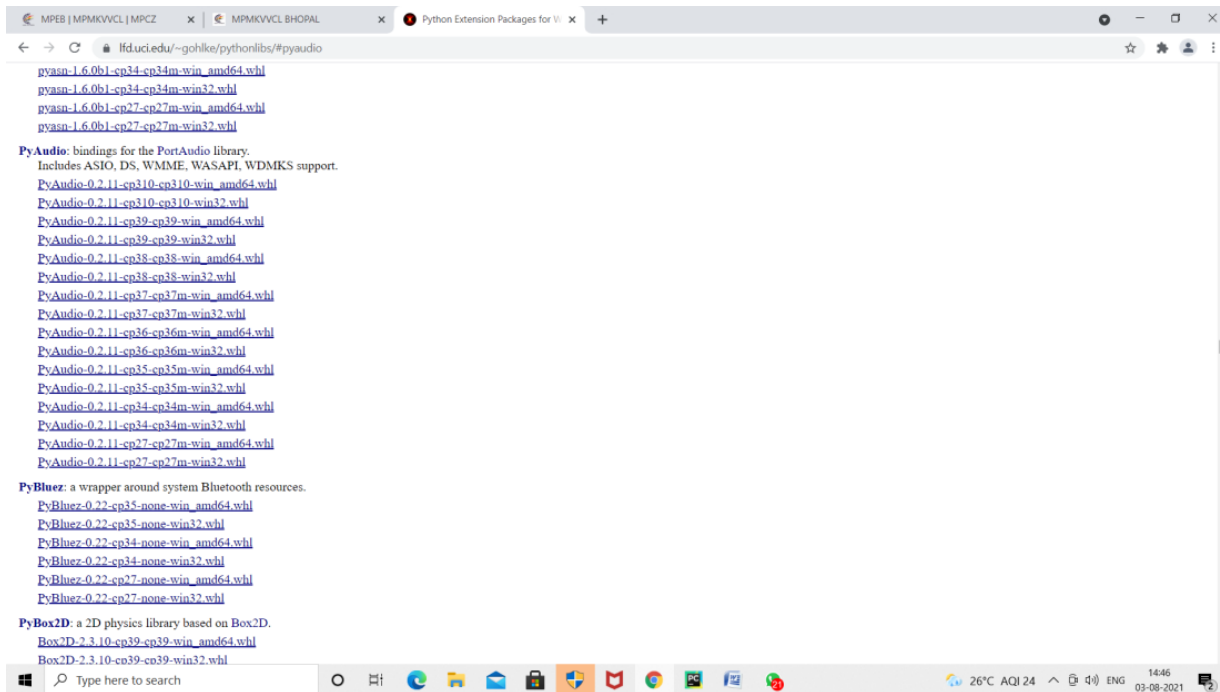 MPEB | MPMKVVCL | MPCZ
MPMKVVCL BHOPAL
Python Extension Packages for W
lfd.uci.edu/~gohlke/pythonlibs/#pyaudio
pyasn-1.6.0b1-cp34-cp34m-win_amd64.whl
pyasn-1.6.0b1-cp34-cp34m-win32.whl
pyasn-1.6.0b1-cp27-cp27m-win_amd64.whl
pyasn-1.6.0b1-cp27-cp27m-win32.whl
PyAudio: bindings for the PortAudio library.
Includes ASIO, DS, WMME, WASAPI, WDMKS support.
PyAudio-0.2.11-cp310-cp310-win_amd64.whl
PyAudio-0.2.11-cp310-cp310-win32.whl
PyAudio-0.2.11-cp39-cp39-win_amd64.whl
PyAudio-0.2.11-cp39-cp39-win32.whl
PyAudio-0.2.11-cp38-cp38-win_amd64.whl
PyAudio-0.2.11-cp38-cp38-win32.whl
PyAudio-0.2.11-cp37-cp37m-win_amd64.whl
PyAudio-0.2.11-cp37-cp37m-win32.whl
PyAudio-0.2.11-cp36-cp36m-win_amd64.whl
PyAudio-0.2.11-cp36-cp36m-win32.whl
PyAudio-0.2.11-cp35-cp35m-win_amd64.whl
PyAudio-0.2.11-cp35-cp35m-win32.whl
PyAudio-0.2.11-cp34-cp34m-win_amd64.whl
PyAudio-0.2.11-cp34-cp34m-win32.whl
PyAudio-0.2.11-cp27-cp27m-win_amd64.whl
PyAudio-0.2.11-cp27-cp27m-win32.whl
PyBluez: a wrapper around system Bluetooth resources.
PyBluez-0.22-cp35-none-win_amd64.whl
PyBluez-0.22-cp35-none-win32.whl
PyBluez-0.22-cp34-none-win_amd64.whl
PyBluez-0.22-cp34-none-win32.whl
PyBluez-0.22-cp27-none-win_amd64.whl
PyBluez-0.22-cp27-none-win32.whl
PyBox2D: a 2D physics library based on Box2D.
Box2D-2.3.10-cp39-cp39-win_amd64.whl
Box2D-2.3.10-cp39-cp39-win32.whl
Type here to search
PC
21
26°C AQI 24
ENG
14:46
03-08-2021
2